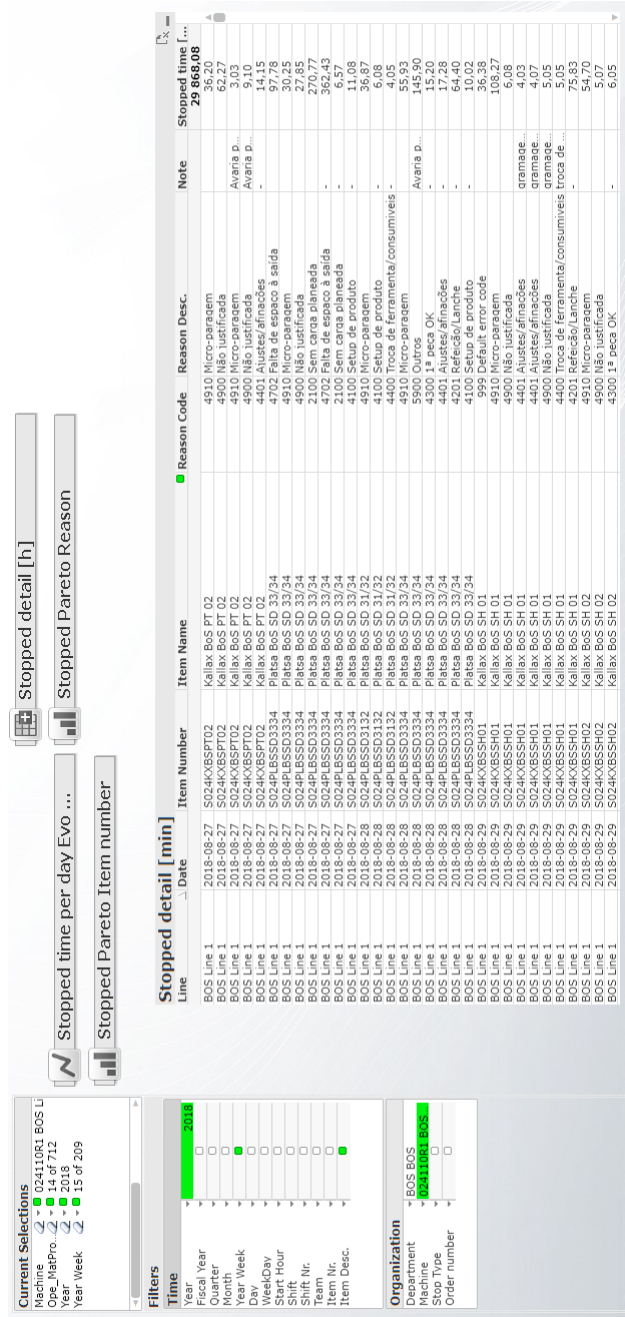 Current Selections
Machine 024110R1 BOS Li
Ope_MatPro... 14 of 712
Year 2018
Year Week 15 of 209
Filters
Time
Year 2018
Fiscal Year
Quarter
Month
Year Week
Day
WeekDay
Start Hour
Shift
Shift Nr.
Team
Item Nr.
Item Desc.
Organization
Department BOS BOS
Machine 024110R1 BOS
Stop Type
Order number
Stopped time per day Evo ...
Stopped detail [h]
Stopped Pareto Item number
Stopped Pareto Reason
Stopped detail [min]
Line Date Item Number Item Name Reason Code Reason Desc. Note Stopped time [...
29 868,08
BOS Line 1 2018-08-27 S024KXBSPT02 Kallax BoS PT 02 4910 Micro-paragem 36,20
BOS Line 1 2018-08-27 S024KXBSPT02 Kallax BoS PT 02 4900 Não justificada 62,27
BOS Line 1 2018-08-27 S024KXBSPT02 Kallax BoS PT 02 4910 Micro-paragem Avaria p... 3,03
BOS Line 1 2018-08-27 S024KXBSPT02 Kallax BoS PT 02 4900 Não justificada Avaria p... 9,10
BOS Line 1 2018-08-27 S024KXBSPT02 Kallax BoS PT 02 4401 Ajustes/afinações - 14,15
BOS Line 1 2018-08-27 S024PLBSSD3334 Platsa BoS SD 33/34 4702 Falta de espaço à saída 97,78
BOS Line 1 2018-08-27 S024PLBSSD3334 Platsa BoS SD 33/34 4910 Micro-paragem 30,25
BOS Line 1 2018-08-27 S024PLBSSD3334 Platsa BoS SD 33/34 4900 Não justificada 27,85
BOS Line 1 2018-08-27 S024PLBSSD3334 Platsa BoS SD 33/34 2100 Sem carga planeada 270,77
BOS Line 1 2018-08-27 S024PLBSSD3334 Platsa BoS SD 33/34 4702 Falta de espaço à saída - 362,43
BOS Line 1 2018-08-27 S024PLBSSD3334 Platsa BoS SD 33/34 2100 Sem carga planeada - 6,57
BOS Line 1 2018-08-27 S024PLBSSD3334 Platsa BoS SD 33/34 4100 Setup de produto - 11,08
BOS Line 1 2018-08-28 S024PLBSSD3132 Platsa BoS SD 31/32 4910 Micro-paragem 36,87
BOS Line 1 2018-08-28 S024PLBSSD3132 Platsa BoS SD 31/32 4100 Setup de produto - 6,08
BOS Line 1 2018-08-28 S024PLBSSD3132 Platsa BoS SD 31/32 4400 Troca de ferramenta/consumiveis - 4,05
BOS Line 1 2018-08-28 S024PLBSSD3334 Platsa BoS SD 33/34 4910 Micro-paragem 55,93
BOS Line 1 2018-08-28 S024PLBSSD3334 Platsa BoS SD 33/34 5900 Outros Avaria p... 145,90
BOS Line 1 2018-08-28 S024PLBSSD3334 Platsa BoS SD 33/34 4300 1ª peça OK - 15,20
BOS Line 1 2018-08-28 S024PLBSSD3334 Platsa BoS SD 33/34 4401 Ajustes/afinações - 17,28
BOS Line 1 2018-08-28 S024PLBSSD3334 Platsa BoS SD 33/34 4201 Refeição/Lanche - 64,40
BOS Line 1 2018-08-28 S024PLBSSD3334 Platsa BoS SD 33/34 4100 Setup de produto - 10,02
BOS Line 1 2018-08-29 S024KXBSSH01 Kallax BoS SH 01 999 Default error code 36,38
BOS Line 1 2018-08-29 S024KXBSSH01 Kallax BoS SH 01 4910 Micro-paragem 108,27
BOS Line 1 2018-08-29 S024KXBSSH01 Kallax BoS SH 01 4900 Não justificada 6,08
BOS Line 1 2018-08-29 S024KXBSSH01 Kallax BoS SH 01 4401 Ajustes/afinações gramage... 4,03
BOS Line 1 2018-08-29 S024KXBSSH01 Kallax BoS SH 01 4401 Ajustes/afinações gramage... 4,07
BOS Line 1 2018-08-29 S024KXBSSH01 Kallax BoS SH 01 4900 Não justificada gramage... 5,05
BOS Line 1 2018-08-29 S024KXBSSH01 Kallax BoS SH 01 4400 Troca de ferramenta/consumiveis troca de ... 5,05
BOS Line 1 2018-08-29 S024KXBSSH01 Kallax BoS SH 01 4201 Refeição/Lanche - 75,83
BOS Line 1 2018-08-29 S024KXBSSH02 Kallax BoS SH 02 4910 Micro-paragem 54,70
BOS Line 1 2018-08-29 S024KXBSSH02 Kallax BoS SH 02 4900 Não justificada 5,07
BOS Line 1 2018-08-29 S024KXBSSH02 Kallax BoS SH 02 4300 1ª peça OK - 6,05